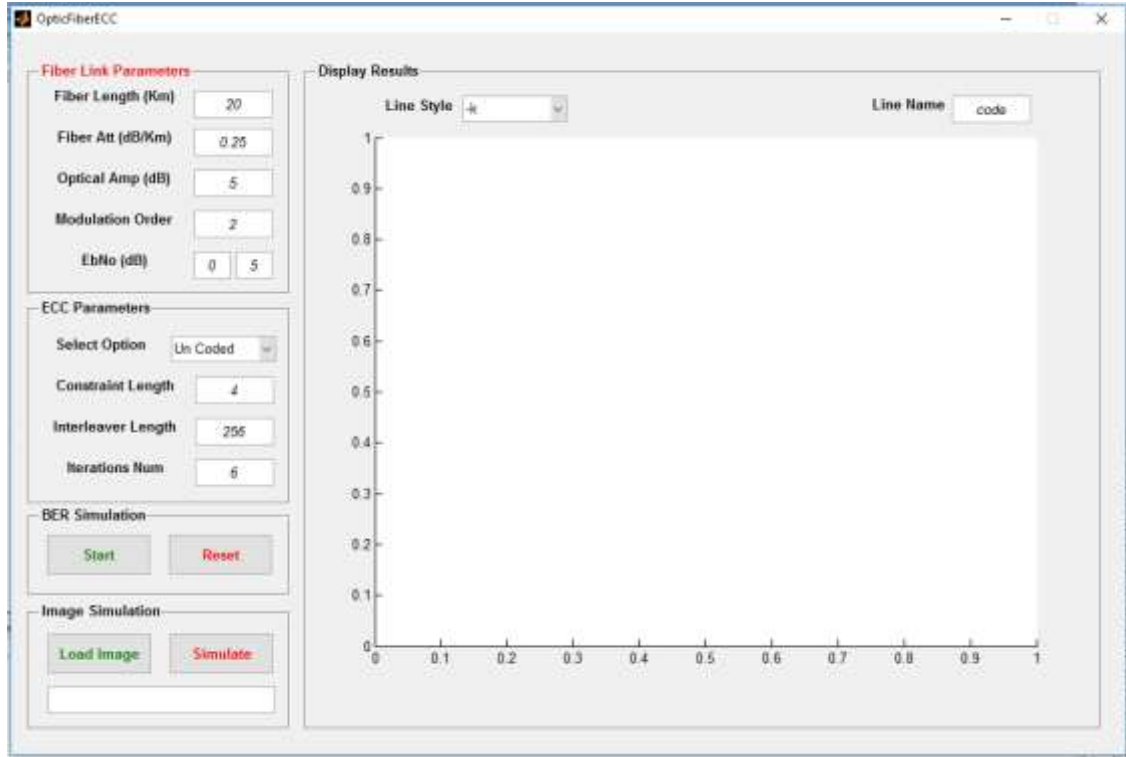 OpticFiberECC
Fiber Link Parameters
Fiber Length (Km) 20
Fiber Att (dB/Km) 0.25
Optical Amp (dB) 5
Modulation Order 2
EbNo (dB) 0 5
ECC Parameters
Select Option Un Coded
Constraint Length 4
Interleaver Length 256
Iterations Num 6
BER Simulation
Start Reset
Image Simulation
Load Image Simulate
Display Results
Line Style -k Line Name code
1
0.9
0.8
0.7
0.6
0.5
0.4
0.3
0.2
0.1
0
0 0.1 0.2 0.3 0.4 0.5 0.6 0.7 0.8 0.9 1